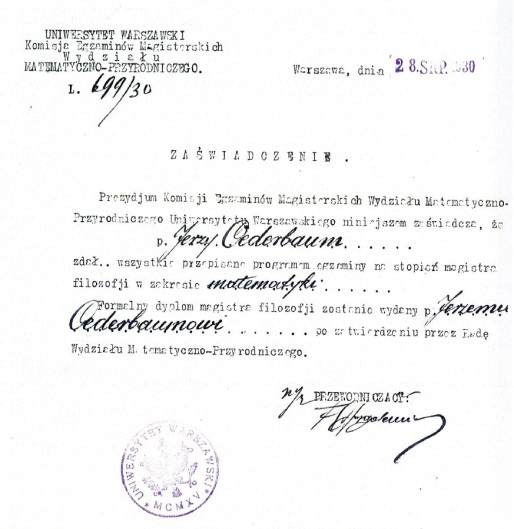 UNIWERSYTET WARSZAWSKI
Komisja Egzaminów Magisterskich
Wydziału
MATEMATYCZNO-PRZYRODNICZEGO.
L. 699/30
Warszawa, dnia 28. SRP. 1930
ZAŚWIADCZENIE.
Prezydjum Komisji Egzaminów Magisterskich Wydziału Matematyczno-
Przyrodniczego Uniwersytetu Warszawskiego niniejszem zaświadcza, że
p. Jerzy Cederbaum......
zdał.. wszystkie przepisane programem egzaminy na stopień magistra
filozofji w zakresie matematyki......
Formalny dyplom magistra filozofji zostanie wydany p. Jerzemu
Cederbaumowi........ po zatwierdzeniu przez Radę
Wydziału Matematyczno-Przyrodniczego.
PRZEWODNICZĄCY:
UNIWERSYTET WARSZAWSKI
MCMXV